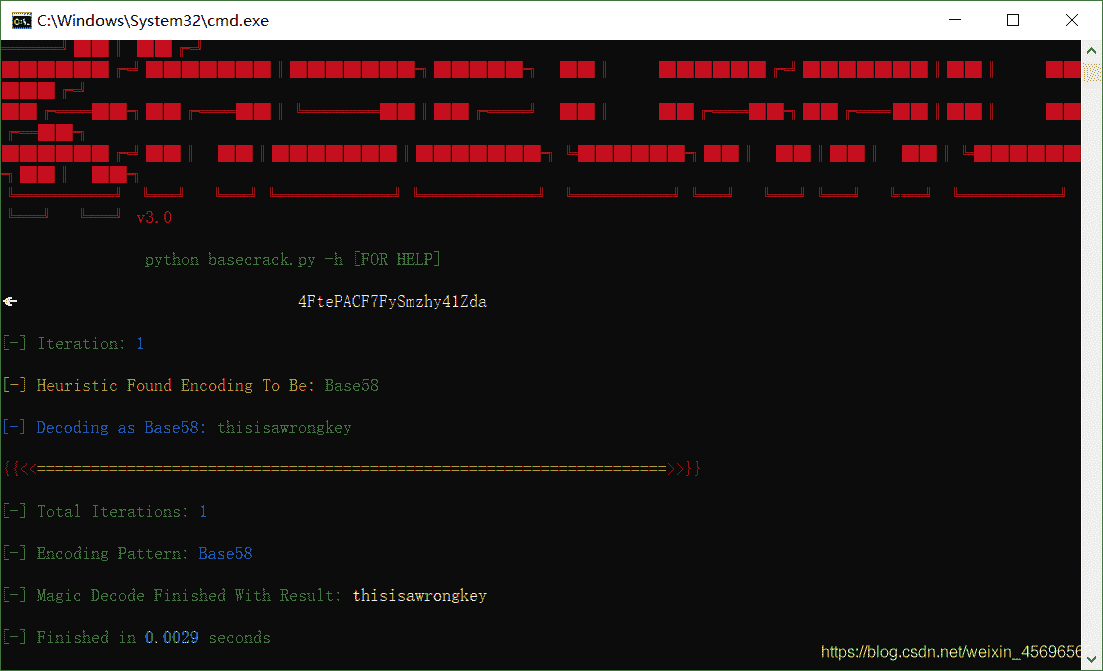 C:\Windows\System32\cmd.exe
v3.0
python basecrack.py -h [FOR HELP]
4FtePACF7FySmzhy41Zda
[-] Iteration: 1
[-] Heuristic Found Encoding To Be: Base58
[-] Decoding as Base58: thisisawrongkey
{{<<======================================================================>>}}
[-] Total Iterations: 1
[-] Encoding Pattern: Base58
[-] Magic Decode Finished With Result: thisisawrongkey
[-] Finished in 0.0029 seconds
https://blog.csdn.net/weixin_4569656